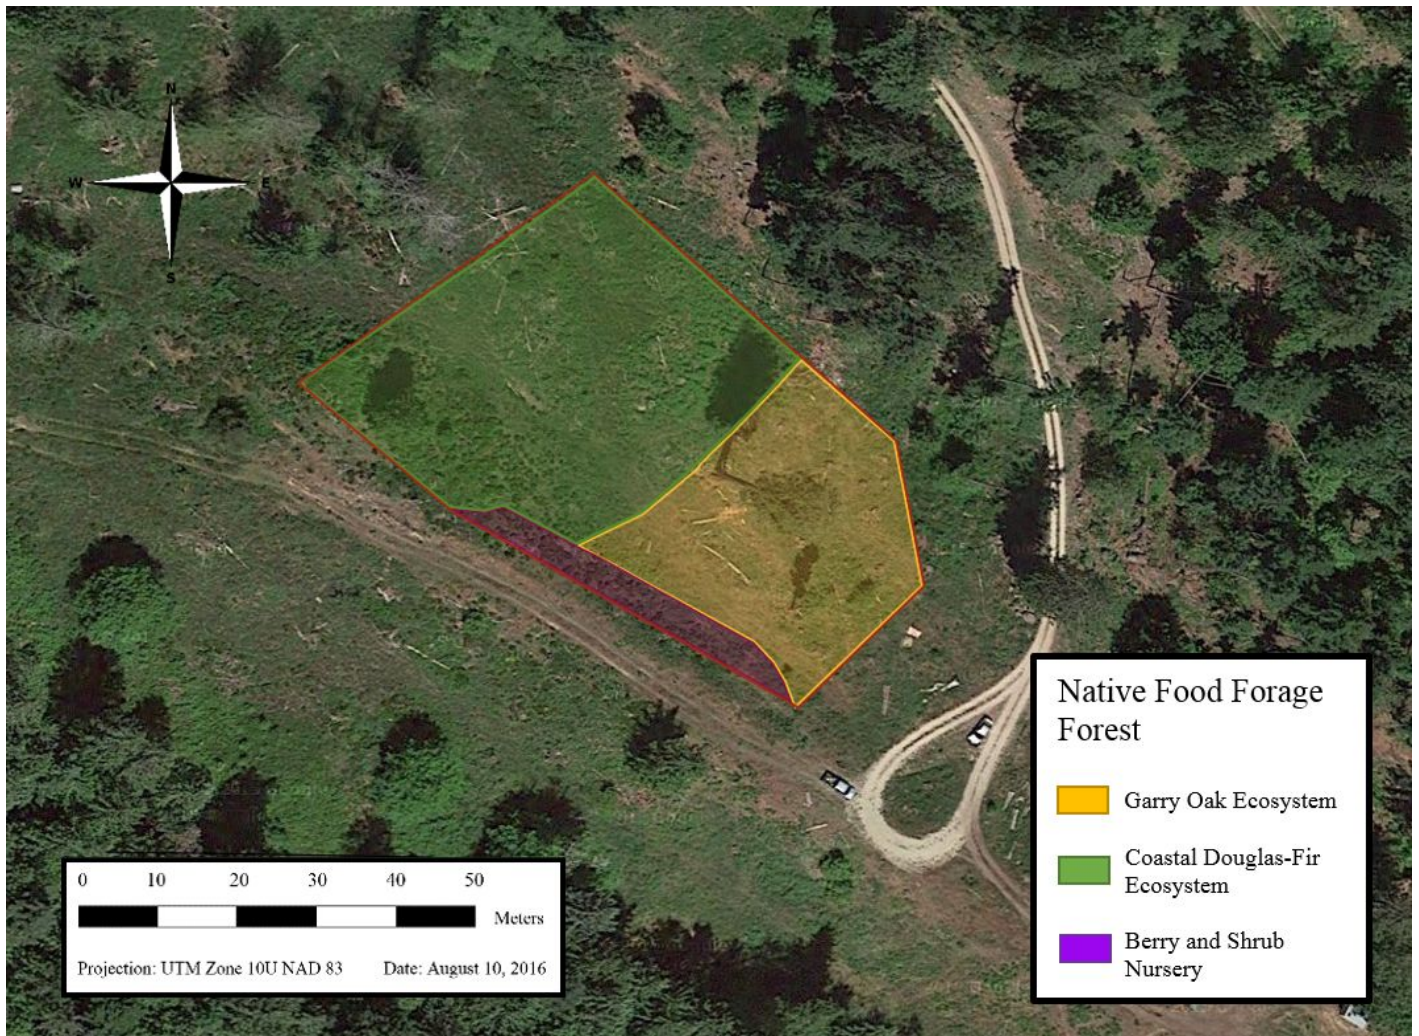 N
W
E
S
Native Food Forage
Forest
Garry Oak Ecosystem
Coastal Douglas-Fir
Ecosystem
Berry and Shrub
Nursery
0 10 20 30 40 50
Meters
Projection: UTM Zone 10U NAD 83 Date: August 10, 2016